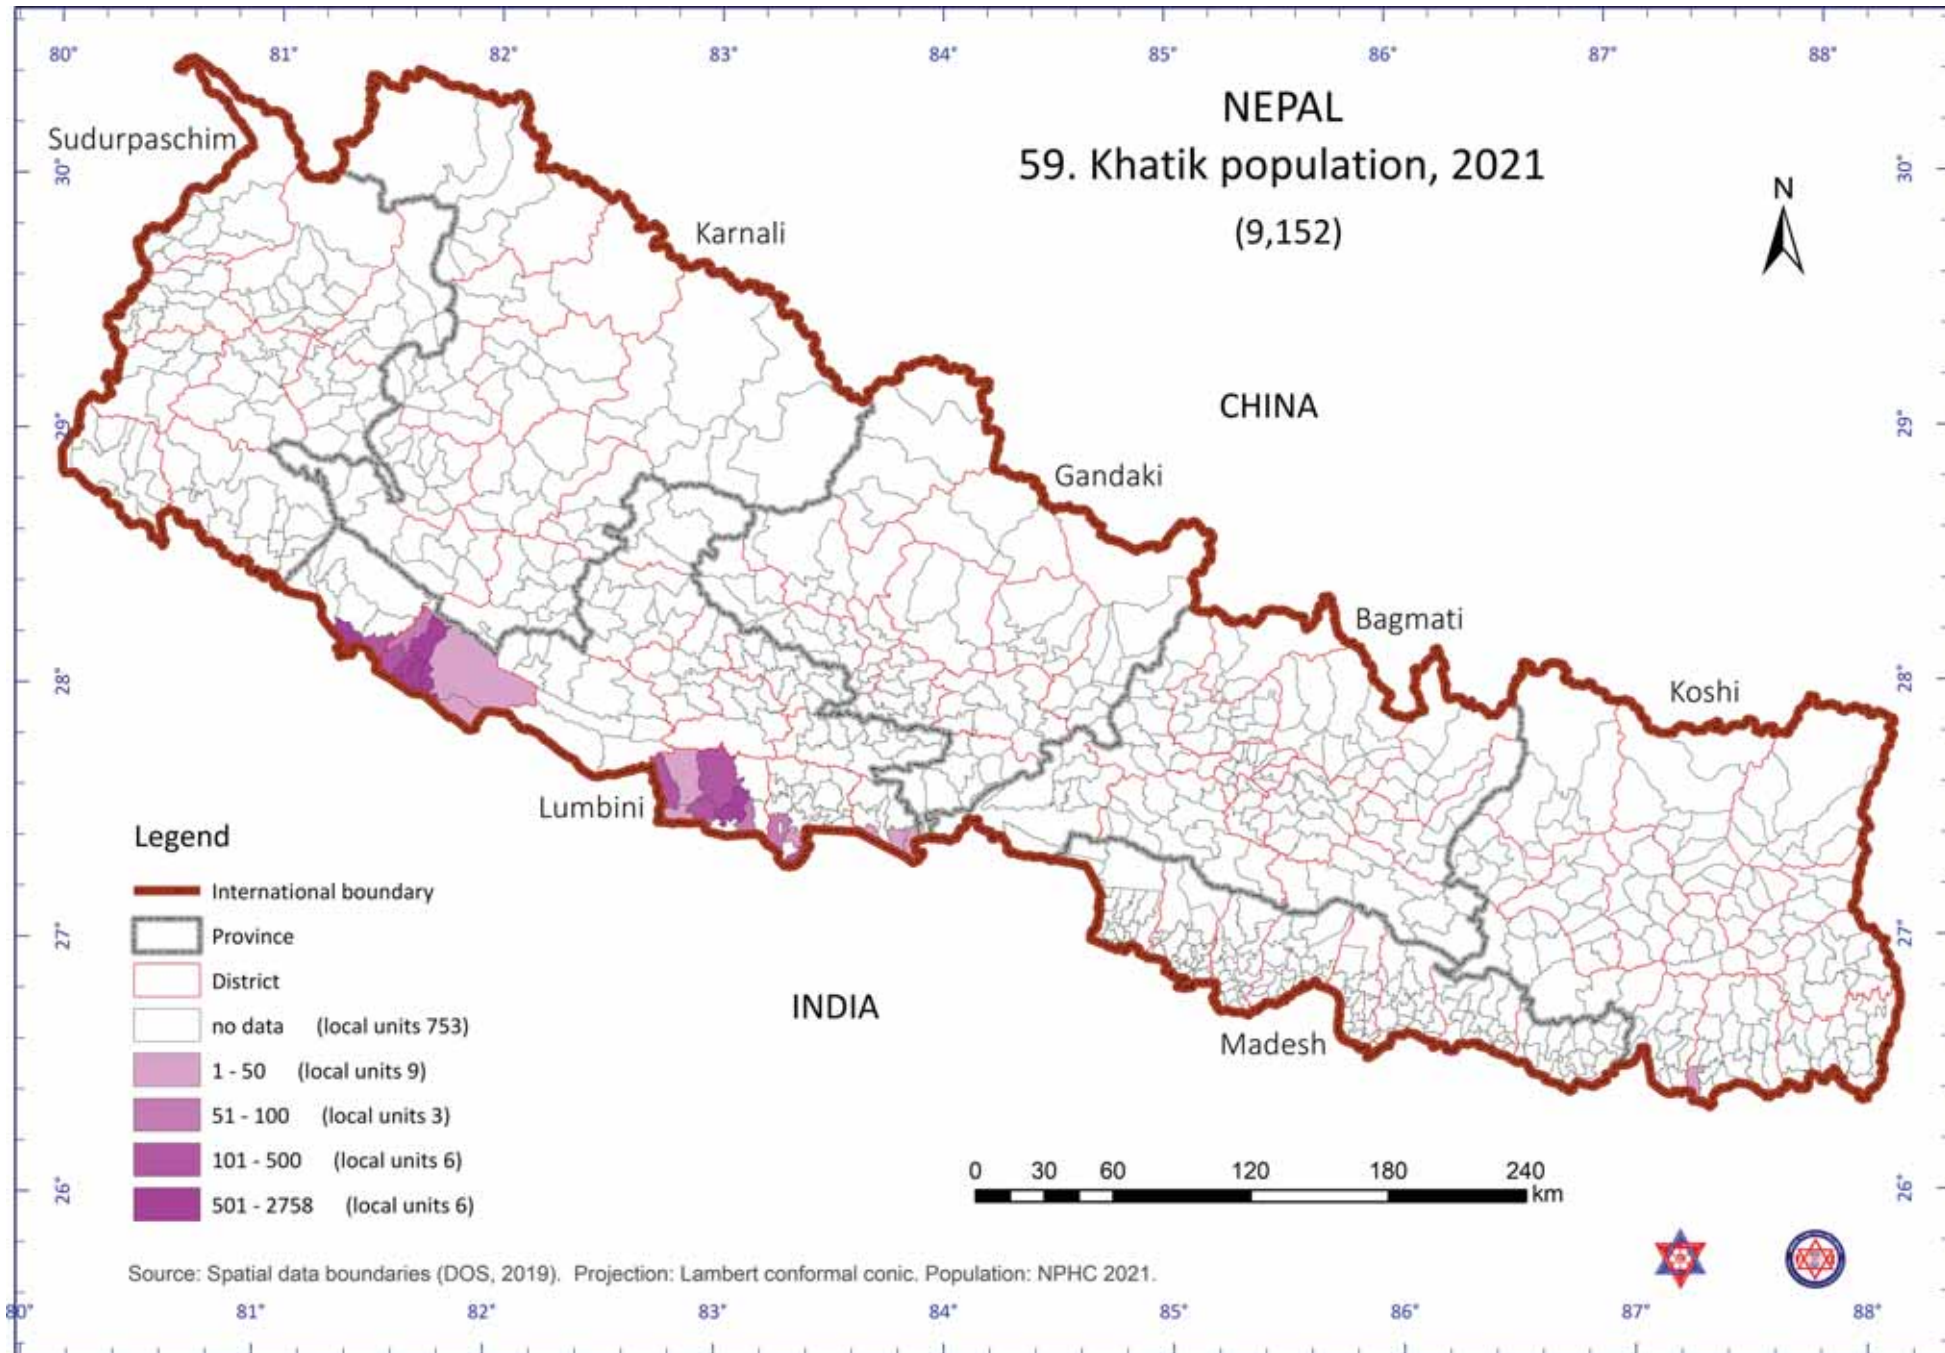 80° 81° 82° 83° 84° 85° 86° 87° 88°
NEPAL
59. Khatik population, 2021
(9,152)
N
Sudurpaschim
30° 30°
Karnali
CHINA
29° 29°
Gandaki
Bagmati
Koshi
28° 28°
Lumbini
Legend
International boundary
Province
27° 27°
District
INDIA
no data (local units 753)
Madesh
1 - 50 (local units 9)
51 - 100 (local units 3)
101 - 500 (local units 6)
0 30 60 120 180 240
km
26° 26°
501 - 2758 (local units 6)
Source: Spatial data boundaries (DOS, 2019). Projection: Lambert conformal conic. Population: NPHC 2021.
80° 81° 82° 83° 84° 85° 86° 87° 88°